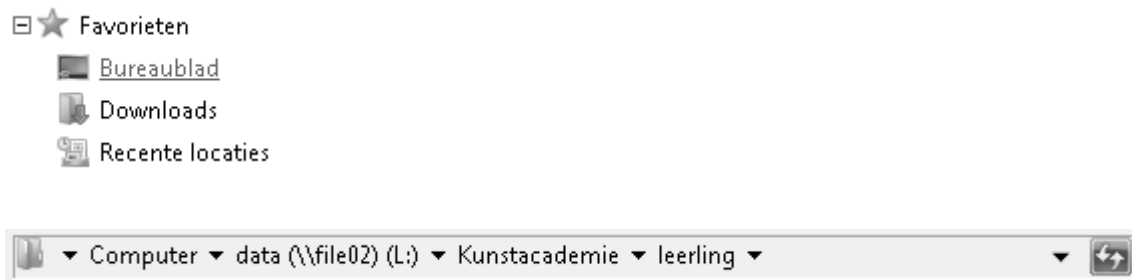 Favorieten
Bureaublad
Downloads
Recente locaties
Computer data (\\file02) (L:) Kunstacademie leerling